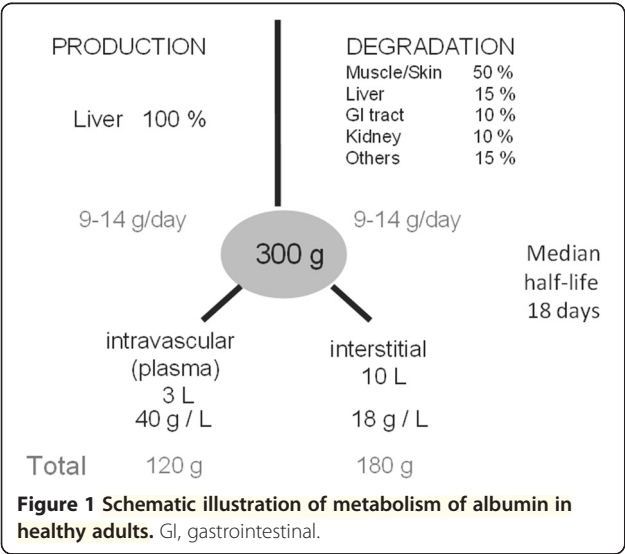 PRODUCTION
Liver 100 %
9-14 g/day
DEGRADATION
Muscle/Skin 50 %
Liver 15 %
GI tract 10 %
Kidney 10 %
Others 15 %
9-14 g/day
300 g
Median
half-life
18 days
intravascular
(plasma)
3 L
40 g / L
interstitial
10 L
18 g / L
Total 120 g 180 g
Figure 1 Schematic illustration of metabolism of albumin in
healthy adults. GI, gastrointestinal.